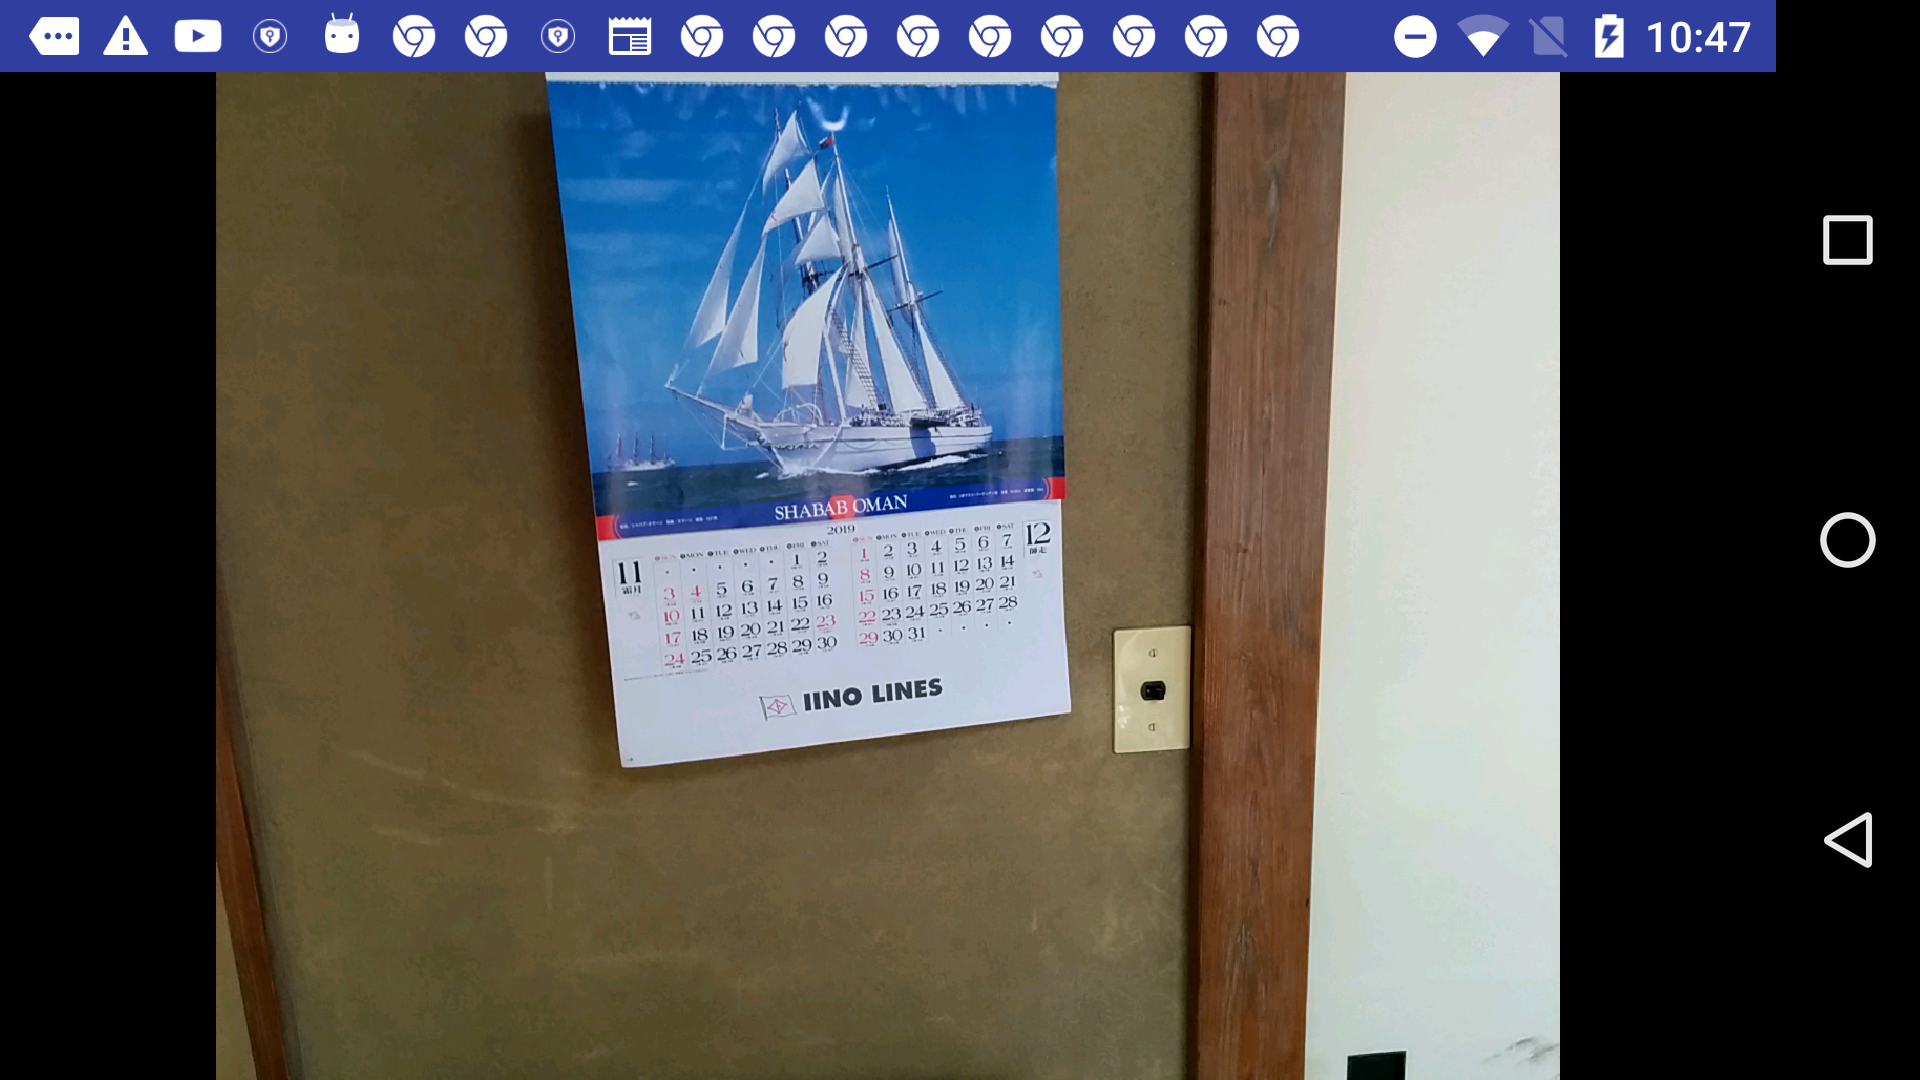 10:47
SHABAB OMAN
2019
11 霜月
SUN MON TUE WED THU FRI SAT
1 2
3 4 5 6 7 8 9
10 11 12 13 14 15 16
17 18 19 20 21 22 23
24 25 26 27 28 29 30
12 師走
SUN MON TUE WED THU FRI SAT
1 2 3 4 5 6 7
8 9 10 11 12 13 14
15 16 17 18 19 20 21
22 23 24 25 26 27 28
29 30 31
IINO LINES